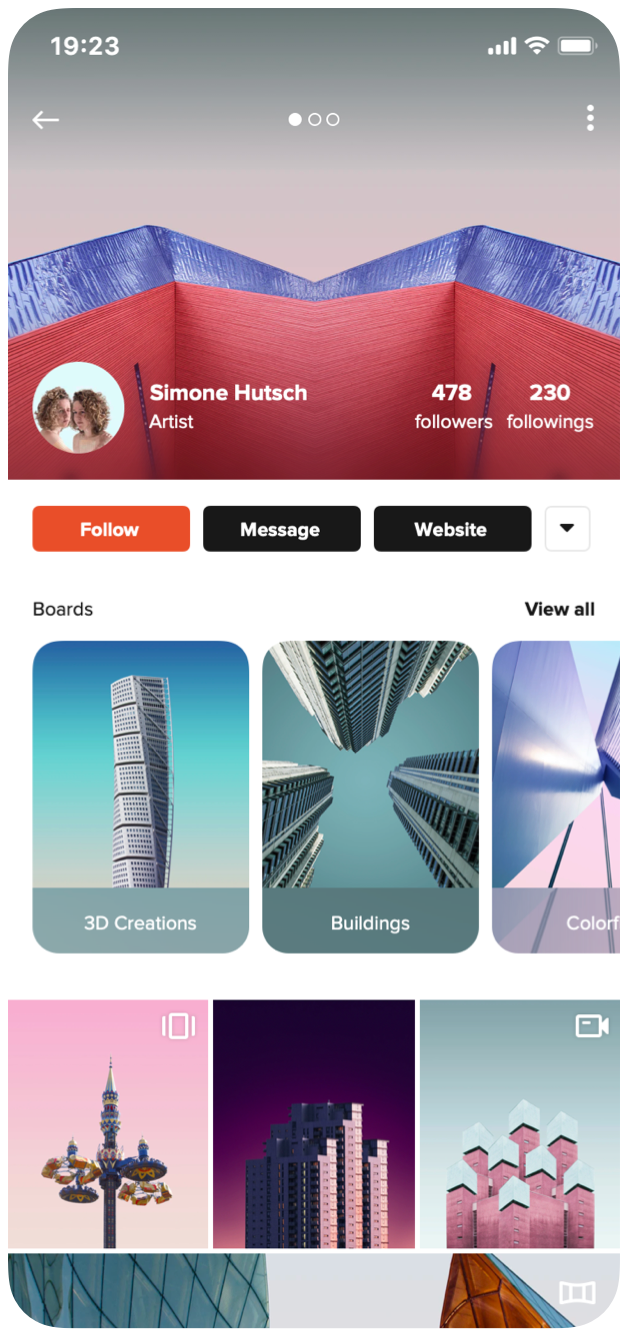 19:23
Simone Hutsch
Artist
478
followers
230
followings
Follow
Message
Website
Boards
View all
3D Creations
Buildings
Colorf